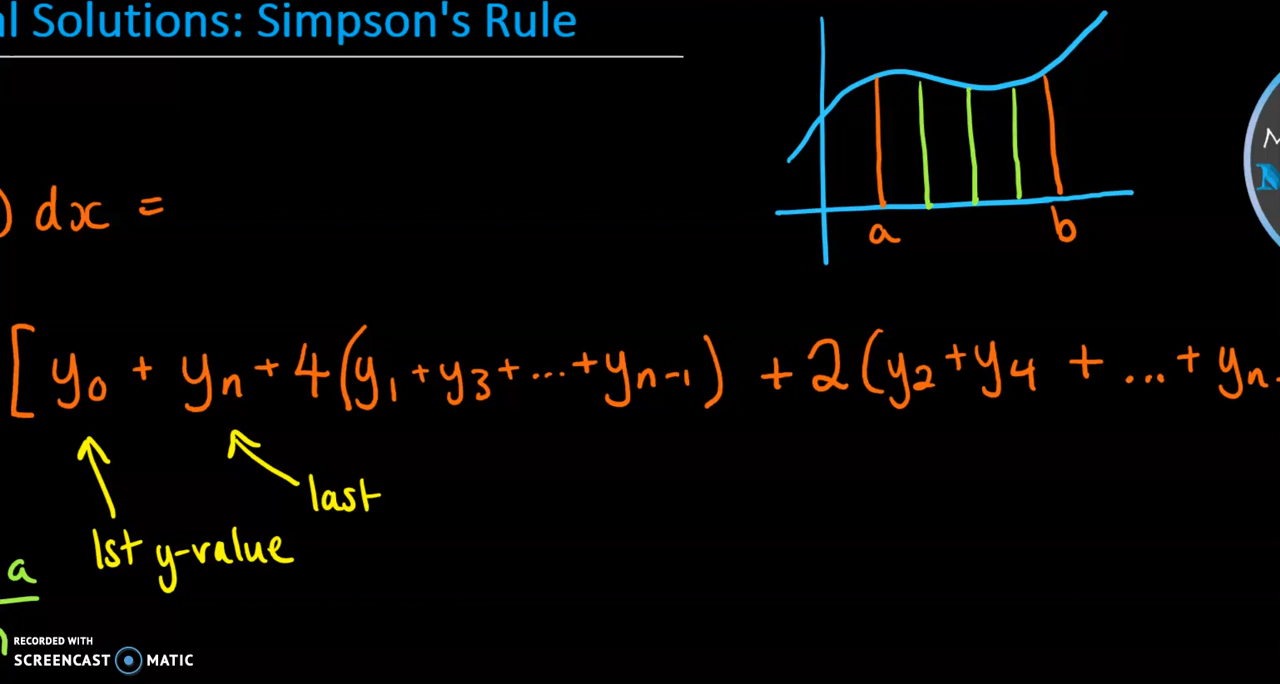 al Solutions: Simpson's Rule
) dx =
a
b
[y₀ + yₙ + 4(y₁ + y₃ + ... + yₙ₋₁) + 2(y₂ + y₄ + ... + yₙ
last
1st y-value
a
RECORDED WITH
SCREENCAST MATIC